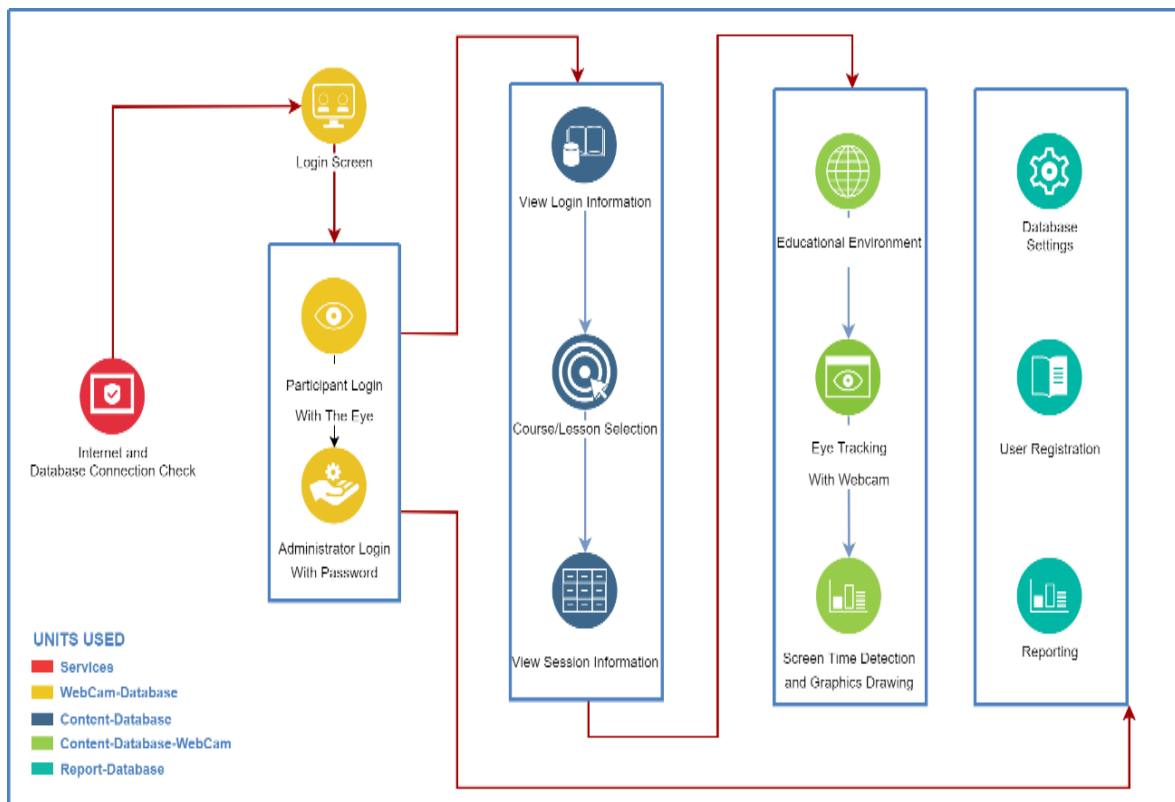 Login Screen
Internet and
Database Connection Check
Participant Login
With The Eye
Administrator Login
With Password
View Login Information
Course/Lesson Selection
View Session Information
Educational Environment
Eye Tracking
With Webcam
Screen Time Detection
and Graphics Drawing
Database
Settings
User Registration
Reporting
UNITS USED
Services
WebCam-Database
Content-Database
Content-Database-WebCam
Report-Database